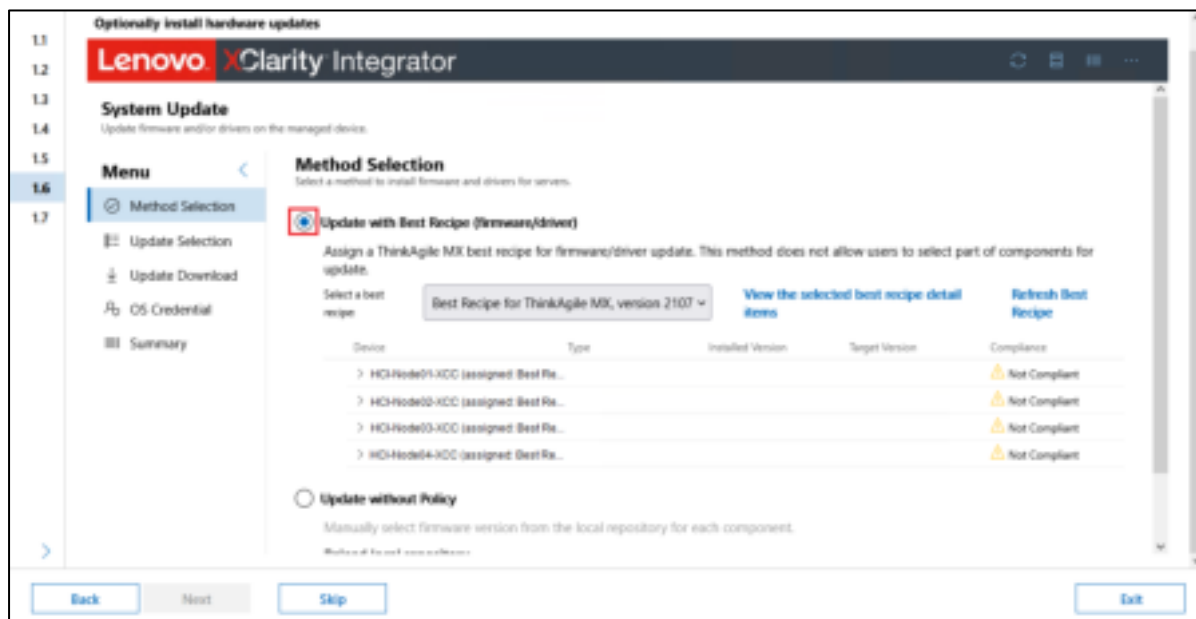 Optionally install hardware updates
1.1
1.2
1.3
1.4
1.5
1.6
1.7
Lenovo. XClarity Integrator
System Update
Update firmware and/or drivers on the managed device.
Menu
Method Selection
Update Selection
Update Download
OS Credential
Summary
Method Selection
Select a method to install firmware and drivers for servers.
Update with Best Recipe (firmware/driver)
Assign a ThinkAgile MX best recipe for firmware/driver update. This method does not allow users to select part of components for
update.
Select a best
recipe
Best Recipe for ThinkAgile MX, version 2107
View the selected best recipe detail
items
Refresh Best
Recipe
Device Type Installed Version Target Version Compliance
HCI-Node01-XCC (assigned: Best Re... Not Compliant
HCI-Node02-XCC (assigned: Best Re... Not Compliant
HCI-Node03-XCC (assigned: Best Re... Not Compliant
HCI-Node04-XCC (assigned: Best Re... Not Compliant
Update without Policy
Manually select firmware version from the local repository for each component.
Back Next Skip Exit